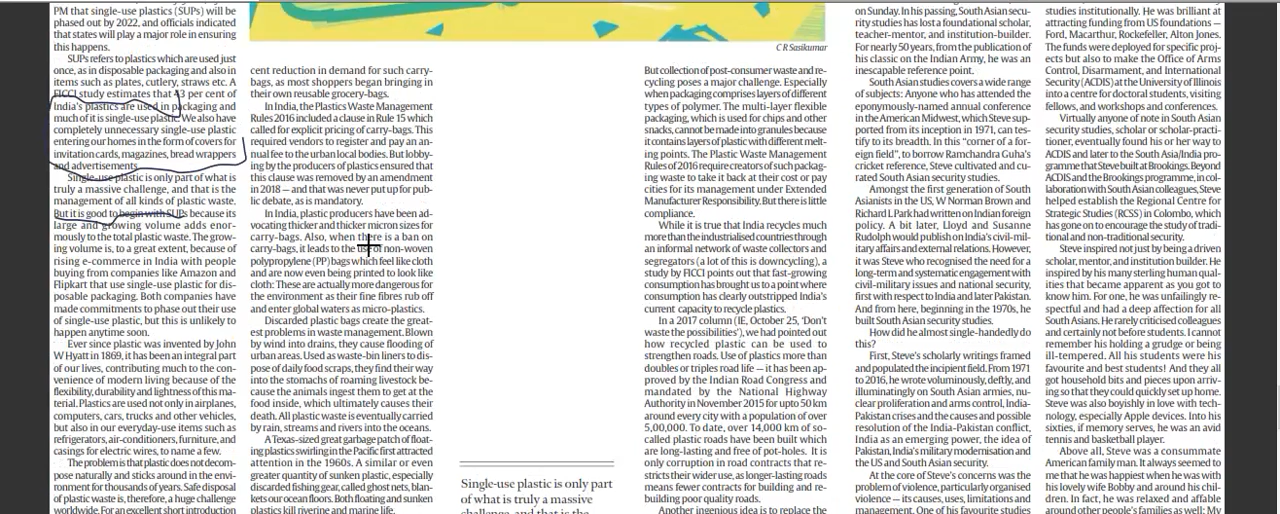 PM that single-use plastics (SUPs) will be
phased out by 2022, and officials indicated
that states will play a major role in ensuring
this happens.
SUPs refers to plastics which are used just
once, as in disposable packaging and also in
items such as plates, cutlery, straws etc. A
FICCI study estimates that 43 per cent of
India's plastics are used in packaging and
much of it is single-use plastic. We also have
completely unnecessary single-use plastic
entering our homes in the form of covers for
invitation cards, magazines, bread wrappers
and advertisements.
Single-use plastic is only part of what is
truly a massive challenge, and that is the
management of all kinds of plastic waste.
But it is good to begin with SUPs because its
large and growing volume adds enor-
mously to the total plastic waste. The grow-
ing volume is, to a great extent, because of
rising e-commerce in India with people
buying from companies like Amazon and
Flipkart that use single-use plastic for dis-
posable packaging. Both companies have
made commitments to phase out their use
of single-use plastic, but this is unlikely to
happen anytime soon.
Ever since plastic was invented by John
W Hyatt in 1869, it has been an integral part
of our lives, contributing much to the con-
venience of modern living because of the
flexibility, durability and lightness of this ma-
terial. Plastics are used not only in airplanes,
computers, cars, trucks and other vehicles,
but also in our everyday-use items such as
refrigerators, air-conditioners, furniture, and
casings for electric wires, to name a few.
The problem is that plastic does not decom-
pose naturally and sticks around in the envi-
ronment for thousands of years. Safe disposal
of plastic waste is, therefore, a huge challenge
worldwide. For an excellent short introduction
C R Sasikumar
cent reduction in demand for such carry-
bags, as most shoppers began bringing in
their own reusable grocery-bags.
In India, the Plastics Waste Management
Rules 2016 included a clause in Rule 15 which
called for explicit pricing of carry-bags. This
required vendors to register and pay an an-
nual fee to the urban local bodies. But lobby-
ing by the producers of plastics ensured that
this clause was removed by an amendment
in 2018 — and that was never put up for pub-
lic debate, as is mandatory.
In India, plastic producers have been ad-
vocating thicker and thicker micron sizes for
carry-bags. Also, when there is a ban on
carry-bags, it leads to the use of non-woven
polypropylene (PP) bags which feel like cloth
and are now even being printed to look like
cloth: These are actually more dangerous for
the environment as their fine fibres rub off
and enter global waters as micro-plastics.
Discarded plastic bags create the great-
est problems in waste management. Blown
by wind into drains, they cause flooding of
urban areas. Used as waste-bin liners to dis-
pose of daily food scraps, they find their way
into the stomachs of roaming livestock be-
cause the animals ingest them to get at the
food inside, which ultimately causes their
death. All plastic waste is eventually carried
by rain, streams and rivers into the oceans.
A Texas-sized great garbage patch of float-
ing plastics swirling in the Pacific first attracted
attention in the 1960s. A similar or even
greater quantity of sunken plastic, especially
discarded fishing gear, called ghost nets, blan-
kets our ocean floors. Both floating and sunken
plastics kill riverine and marine life.
Single-use plastic is only part
of what is truly a massive
challenge, and that is the
But collection of post-consumer waste and re-
cycling poses a major challenge. Especially
when packaging comprises layers of different
types of polymer. The multi-layer flexible
packaging, which is used for chips and other
snacks, cannot be made into granules because
it contains layers of plastic with different melt-
ing points. The Plastic Waste Management
Rules of 2016 require creators of such packag-
ing waste to take it back at their cost or pay
cities for its management under Extended
Manufacturer Responsibility. But there is little
compliance.
While it is true that India recycles much
more than the industrialised countries through
an informal network of waste collectors and
segregators (a lot of this is downcycling), a
study by FICCI points out that fast-growing
consumption has brought us to a point where
consumption has clearly outstripped India's
current capacity to recycle plastics.
In a 2017 column (IE, October 25, 'Don't
waste the possibilities'), we had pointed out
how recycled plastic can be used to
strengthen roads. Use of plastics more than
doubles or triples road life — it has been ap-
proved by the Indian Road Congress and
mandated by the National Highway
Authority in November 2015 for upto 50 km
around every city with a population of over
5,00,000. To date, over 14,000 km of so-
called plastic roads have been built which
are long-lasting and free of pot-holes. It is
only corruption in road contracts that re-
stricts their wider use, as longer-lasting roads
means fewer contracts for building and re-
building poor quality roads.
Another ingenious idea is to replace the
on Sunday. In his passing, South Asian secu-
rity studies has lost a foundational scholar,
teacher-mentor, and institution-builder.
For nearly 50 years, from the publication of
his classic on the Indian Army, he was an
inescapable reference point.
South Asian studies covers a wide range
of subjects: Anyone who has attended the
eponymously-named annual conference
in the American Midwest, which Steve sup-
ported from its inception in 1971, can tes-
tify to that. In this "corner of a for-
eign field", to borrow Ramchandra Guha's
cricket reference, Steve cultivated and cu-
rated South Asian security studies.
Amongst the first generation of South
Asianists in the US, W Norman Brown and
Richard L Park had written on Indian foreign
policy. A bit later, Lloyd and Susanne
Rudolph would publish on India's civil-mil-
itary affairs and external relations. However,
it was Steve who recognised the need for a
long-term and systematic engagement with
civil-military issues and national security,
first with respect to India and later Pakistan.
And from here, beginning in the 1970s, he
built South Asian security studies.
How did he almost single-handedly do
this?
First, Steve's scholarly writings framed
and populated the incipient field. From 1971
to 2016, he wrote voluminously, deftly, and
illuminatingly on South Asian armies, nu-
clear proliferation and arms control, India-
Pakistan crises and the causes and possible
resolution of the India-Pakistan conflict,
India as an emerging power, the idea of
Pakistan, India's military modernisation and
the US and South Asian security.
At the core of Steve's concerns was the
problem of violence, particularly organised
violence — its causes, uses, limitations and
management. One of his favourite studies
studies institutionally. He was brilliant at
attracting funding from US foundations —
Ford, Macarthur, Rockefeller, Alton Jones.
The funds were deployed for specific proj-
ects but also to make the Office of Arms
Control, Disarmament, and International
Security (ACDIS) at the University of Illinois
into a centre for doctoral students, visiting
fellows, and workshops and conferences.
Virtually anyone of note in South Asian
security studies, scholar or scholar-practi-
tioner, eventually found his or her way to
ACDIS and later to the South Asia/India pro-
gramme that Steve built at Brookings. Beyond
ACDIS and the Brookings programme, in col-
laboration with South Asian colleagues, Steve
helped establish the Regional Centre for
Strategic Studies (RCSS) in Colombo, which
has gone on to encourage the study of tradi-
tional and non-traditional security.
Steve inspired not just by being a driven
scholar, mentor, and institution builder. He
inspired by his many sterling human qual-
ities that became apparent as you got to
know him. For one, he was unfailingly re-
spectful and had a deep affection for all
South Asians. He rarely criticised colleagues
and certainly not before students. I cannot
remember his holding a grudge or being
ill-tempered. All his students were his
favourite and best students! And they all
got household bits and pieces upon arriv-
ing so that they could quickly set up home.
Steve was also boyishly in love with tech-
nology, especially Apple devices. Into his
sixties, if memory serves, he was an avid
tennis and basketball player.
Above all, Steve was a consummate
American family man. It always seemed to
me that he was happiest when he was with
his lovely wife Bobby and around his chil-
dren. In fact, he was relaxed and affable
around other people's families as well: My